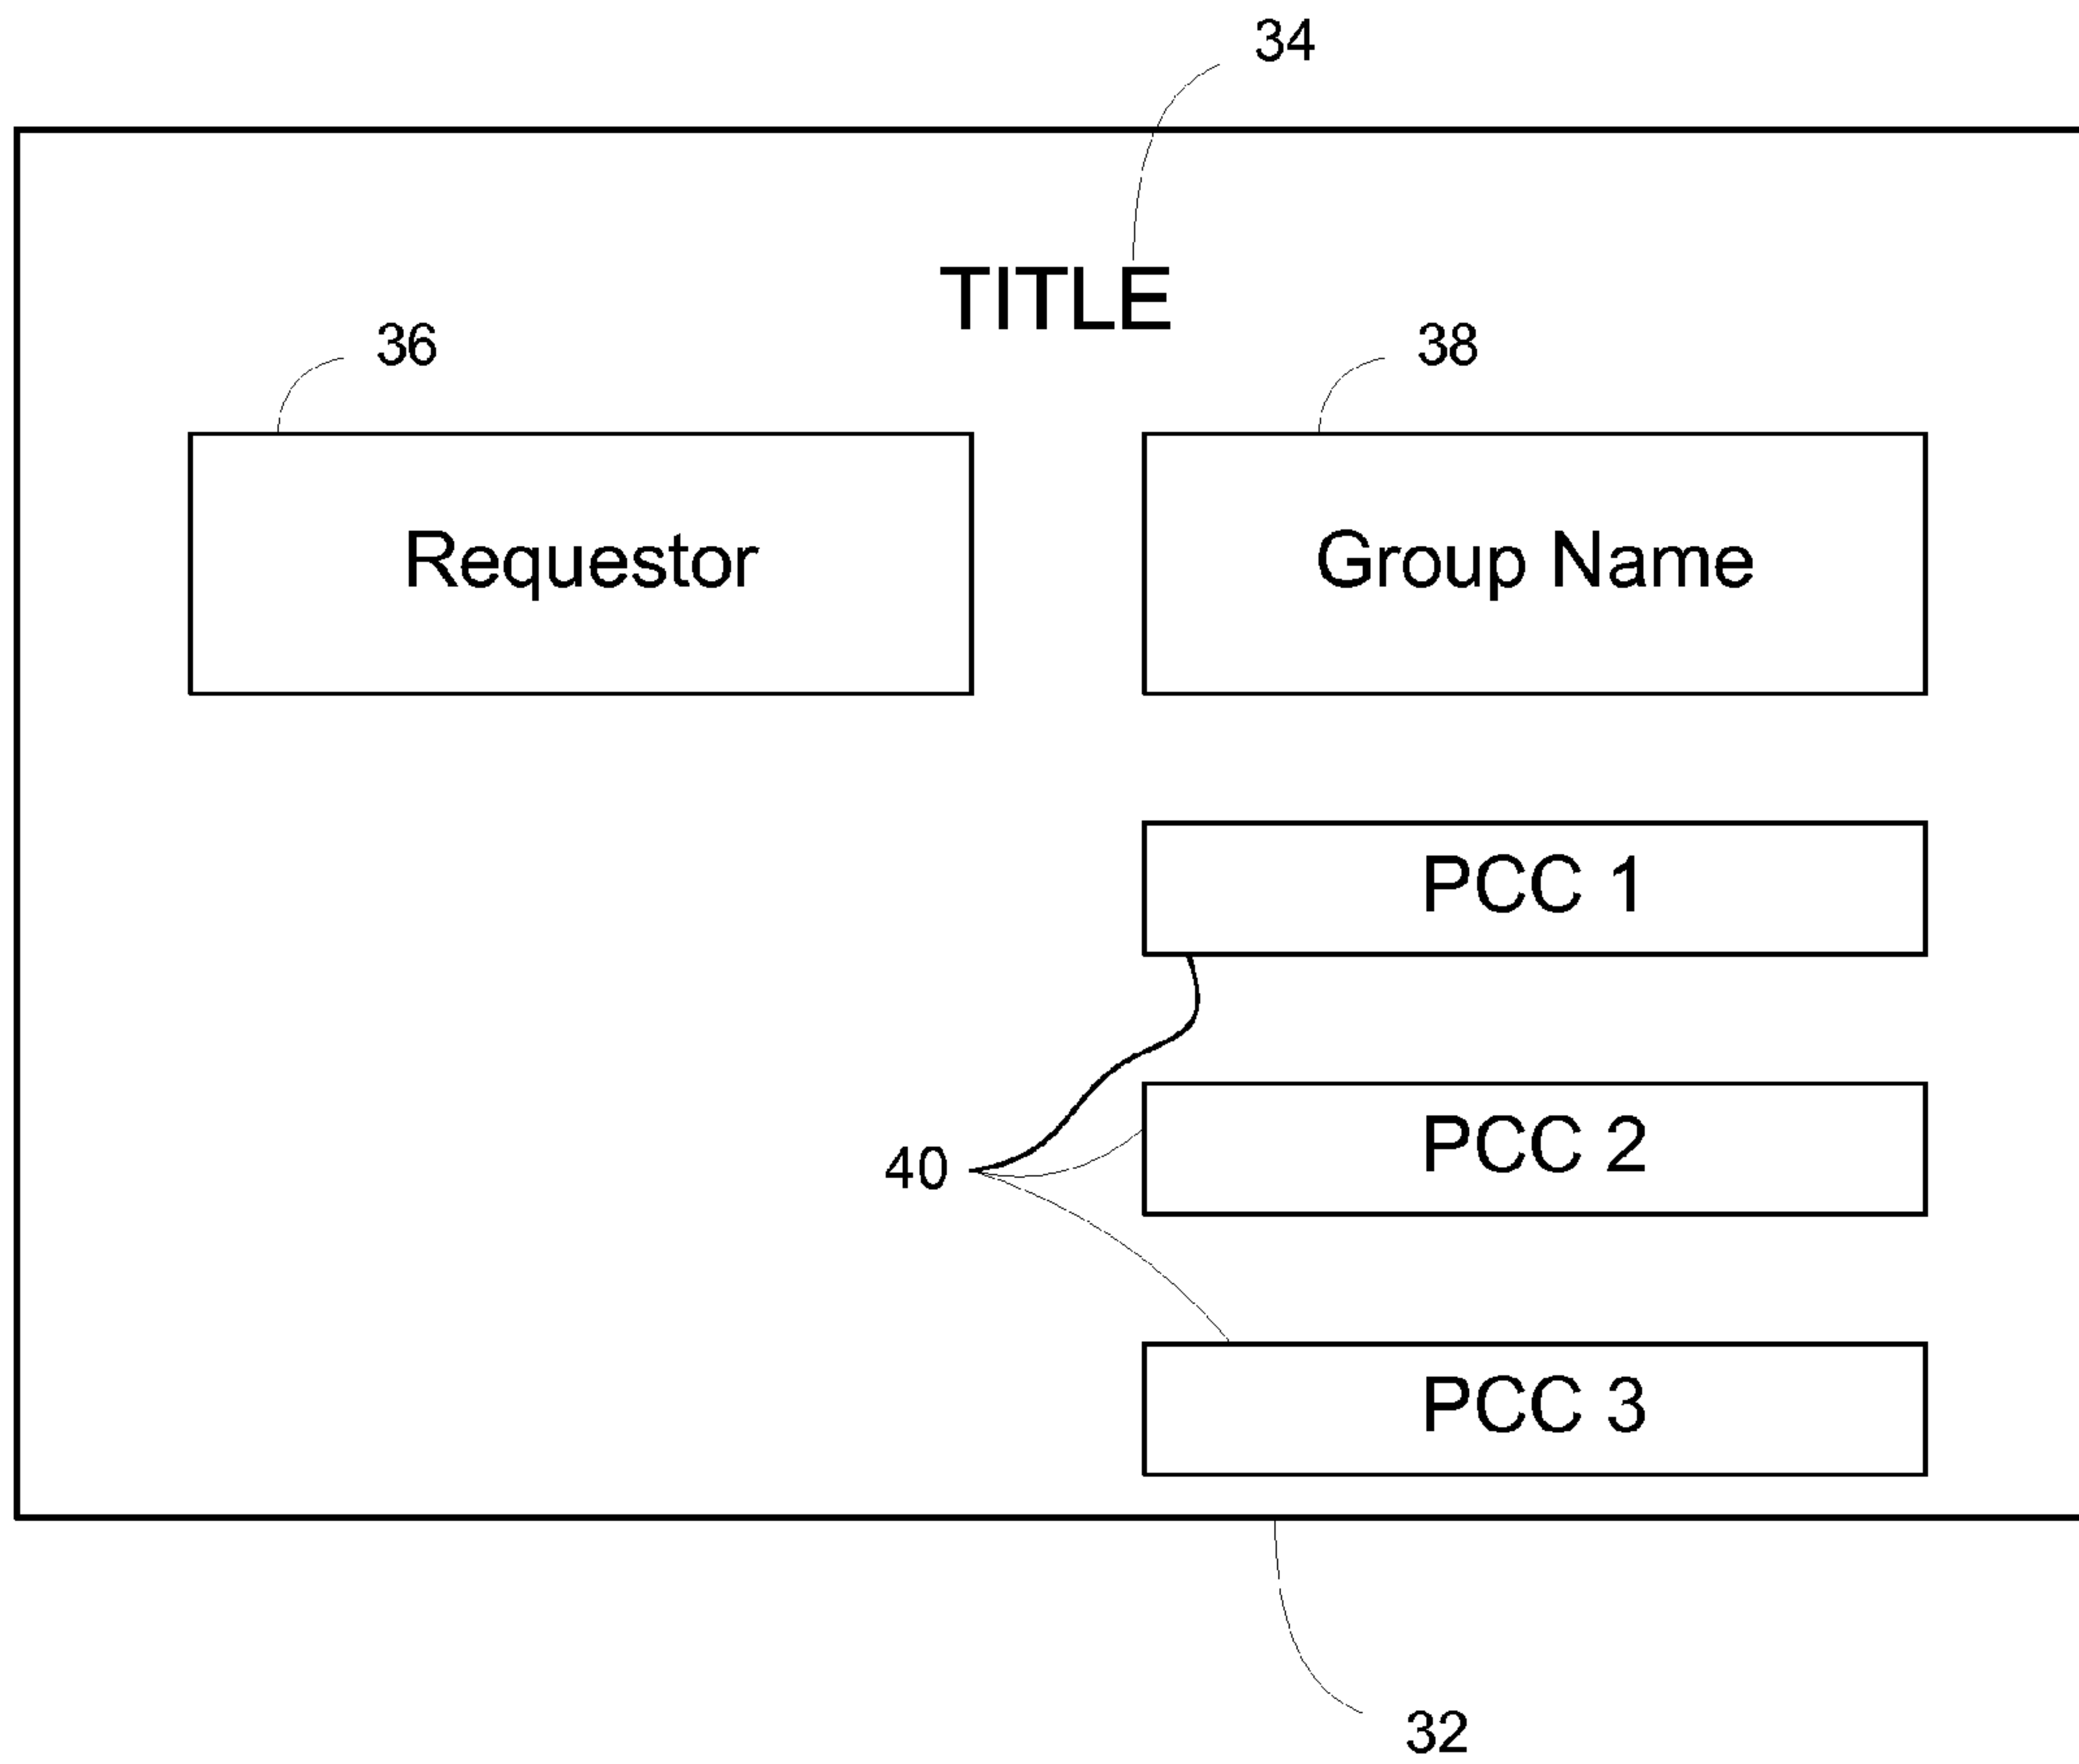 34
TITLE
36
38
Requestor
Group Name
PCC 1
PCC 2
40
PCC 3
32